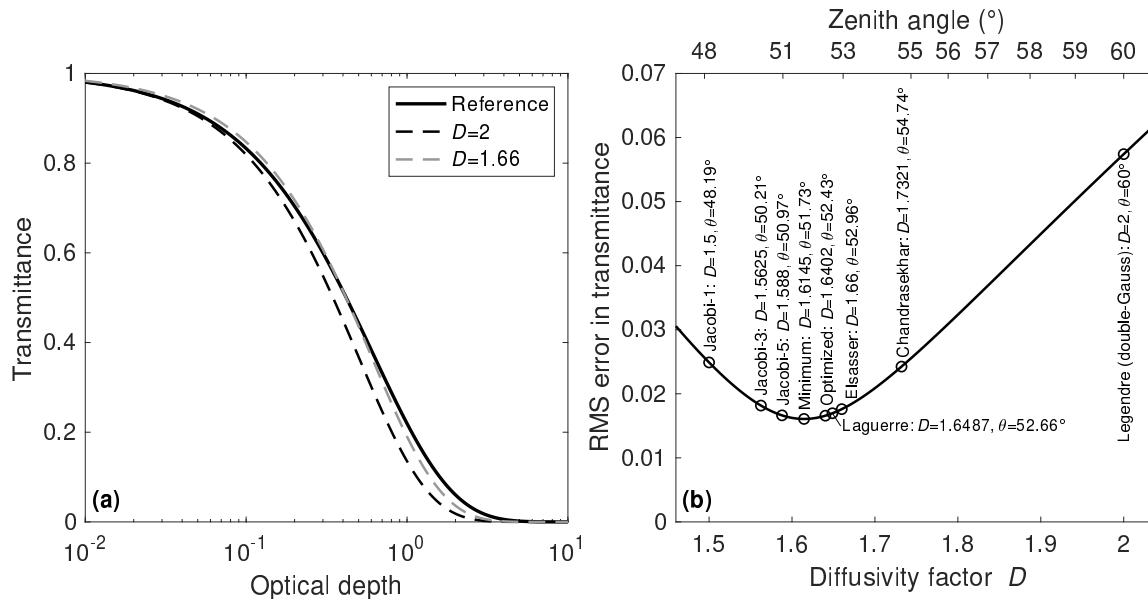 1
0.8
0.6
0.4
0.2
0
Transmittance
10-2
10-1
100
101
Optical depth
Reference
D=2
D=1.66
(a)
Zenith angle (°)
48
51
53
55
56
57
58
59
60
0.07
0.06
0.05
0.04
0.03
0.02
0.01
0
RMS error in transmittance
Jacobi-1: D=1.5, θ=48.19°
Jacobi-3: D=1.5625, θ=50.21°
Jacobi-5: D=1.588, θ=50.97°
Minimum: D=1.6145, θ=51.73°
Optimized: D=1.6402, θ=52.43°
Elsasser: D=1.66, θ=52.96°
Chandrasekhar: D=1.7321, θ=54.74°
Legendre (double-Gauss): D=2, θ=60°
Laguerre: D=1.6487, θ=52.66°
(b)
1.5
1.6
1.7
1.8
1.9
2
Diffusivity factor D